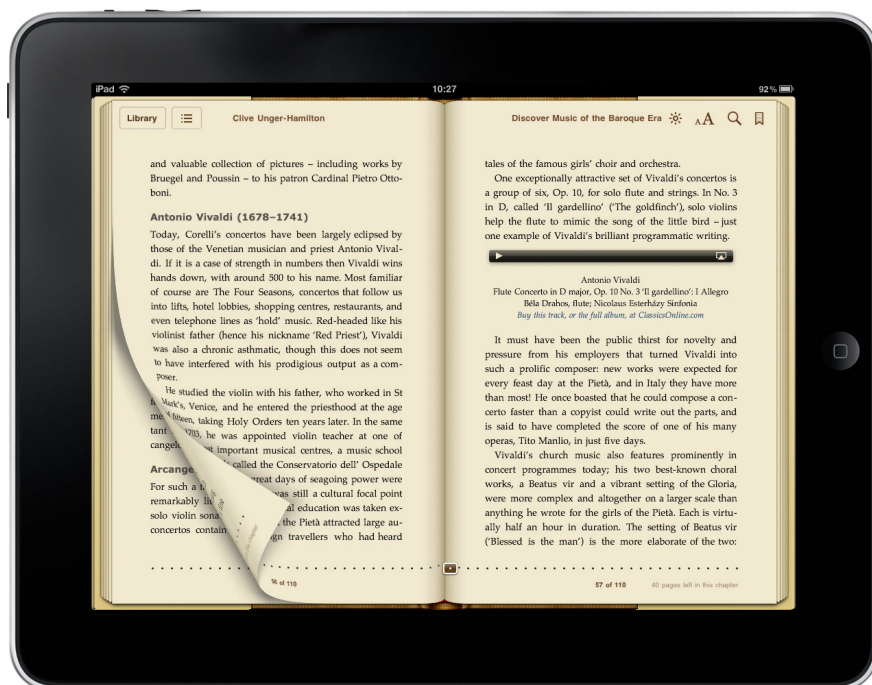 iPad
10:27
92%
Library
Clive Unger-Hamilton
Discover Music of the Baroque Era
AA
and valuable collection of pictures – including works by
Bruegel and Poussin – to his patron Cardinal Pietro Otto-
boni.
Antonio Vivaldi (1678–1741)
Today, Corelli's concertos have been largely eclipsed by
those of the Venetian musician and priest Antonio Vival-
di. If it is a case of strength in numbers then Vivaldi wins
hands down, with around 500 to his name. Most familiar
of course are The Four Seasons, concertos that follow us
into lifts, hotel lobbies, shopping centres, restaurants, and
even telephone lines as 'hold' music. Red-headed like his
violinist father (hence his nickname 'Red Priest'), Vivaldi
was also a chronic asthmatic, though this does not seem
to have interfered with his prodigious output as a com-
poser.
He studied the violin with his father, who worked in St
Mark's, Venice, and he entered the priesthood at the age
fifteen, taking Holy Orders ten years later. In the same
1703, he was appointed violin teacher at one of
important musical centres, a music school
called the Conservatorio dell' Ospedale
great days of seagoing power were
was still a cultural focal point
al education was taken ex-
the Pietà attracted large au-
travellers who had heard
me
tant
cangelo
Arcange
For such a
remarkably
solo violin sona
concertos contain
56 of 110
tales of the famous girls' choir and orchestra.
One exceptionally attractive set of Vivaldi's concertos is
a group of six, Op. 10, for solo flute and strings. In No. 3
in D, called 'Il gardellino' ('The goldfinch'), solo violins
help the flute to mimic the song of the little bird – just
one example of Vivaldi's brilliant programmatic writing.
Antonio Vivaldi
Flute Concerto in D major, Op. 10 No. 3 'Il gardellino': I Allegro
Béla Drahos, flute; Nicolaus Esterházy Sinfonia
Buy this track, or the full album, at ClassicsOnline.com
It must have been the public thirst for novelty and
pressure from his employers that turned Vivaldi into
such a prolific composer: new works were expected for
every feast day at the Pietà, and in Italy they have more
than most! He once boasted that he could compose a con-
certo faster than a copyist could write out the parts, and
is said to have completed the score of one of his many
operas, Tito Manlio, in just five days.
Vivaldi's church music also features prominently in
concert programmes today; his two best-known choral
works, a Beatus vir and a vibrant setting of the Gloria,
were more complex and altogether on a larger scale than
anything he wrote for the girls of the Pietà. Each is virtu-
ally half an hour in duration. The setting of Beatus vir
('Blessed is the man') is the more elaborate of the two:
57 of 110
40 pages left in this chapter